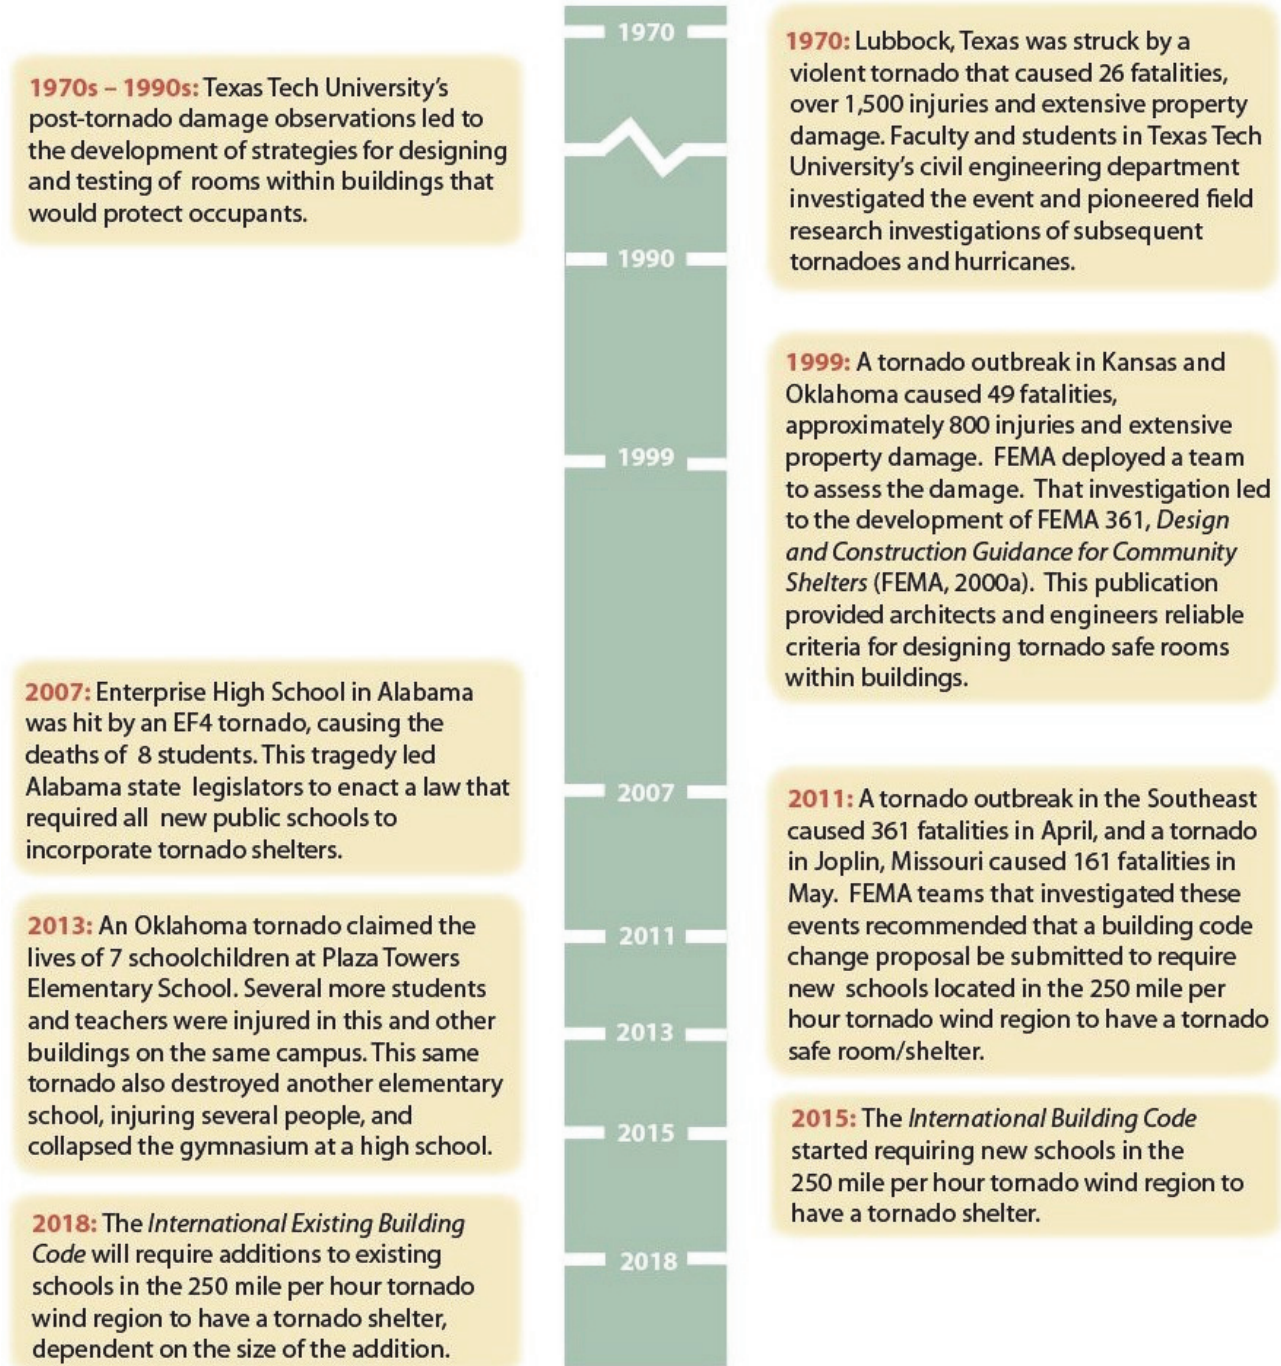 1970
1970: Lubbock, Texas was struck by a
violent tornado that caused 26 fatalities,
over 1,500 injuries and extensive property
damage. Faculty and students in Texas Tech
University's civil engineering department
investigated the event and pioneered field
research investigations of subsequent
tornadoes and hurricanes.
1970s – 1990s: Texas Tech University's
post-tornado damage observations led to
the development of strategies for designing
and testing of rooms within buildings that
would protect occupants.
1990
1999
1999: A tornado outbreak in Kansas and
Oklahoma caused 49 fatalities,
approximately 800 injuries and extensive
property damage. FEMA deployed a team
to assess the damage. That investigation led
to the development of FEMA 361, Design
and Construction Guidance for Community
Shelters (FEMA, 2000a). This publication
provided architects and engineers reliable
criteria for designing tornado safe rooms
within buildings.
2007
2007: Enterprise High School in Alabama
was hit by an EF4 tornado, causing the
deaths of 8 students. This tragedy led
Alabama state legislators to enact a law that
required all new public schools to
incorporate tornado shelters.
2011
2011: A tornado outbreak in the Southeast
caused 361 fatalities in April, and a tornado
in Joplin, Missouri caused 161 fatalities in
May. FEMA teams that investigated these
events recommended that a building code
change proposal be submitted to require
new schools located in the 250 mile per
hour tornado wind region to have a tornado
safe room/shelter.
2013
2013: An Oklahoma tornado claimed the
lives of 7 schoolchildren at Plaza Towers
Elementary School. Several more students
and teachers were injured in this and other
buildings on the same campus. This same
tornado also destroyed another elementary
school, injuring several people, and
collapsed the gymnasium at a high school.
2015
2015: The International Building Code
started requiring new schools in the
250 mile per hour tornado wind region to
have a tornado shelter.
2018
2018: The International Existing Building
Code will require additions to existing
schools in the 250 mile per hour tornado
wind region to have a tornado shelter,
dependent on the size of the addition.